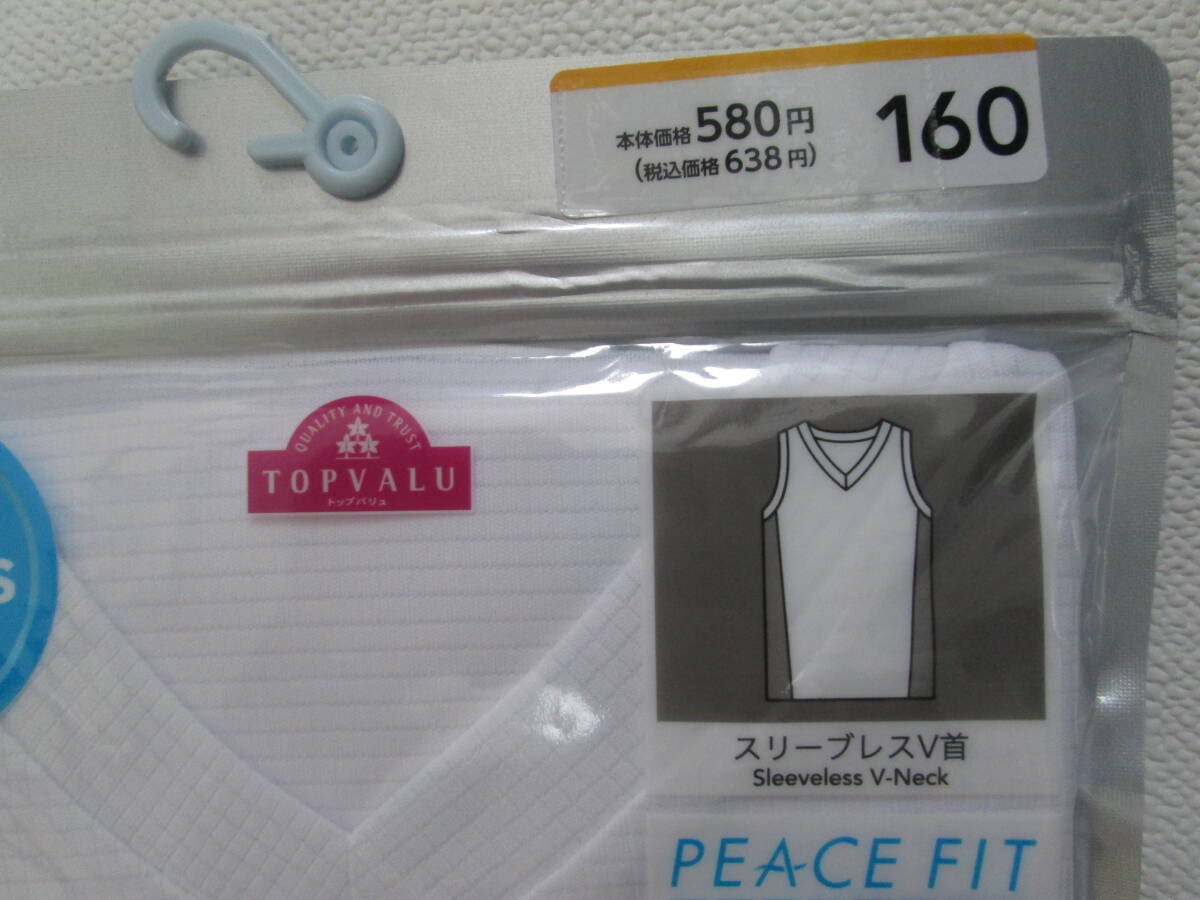 本体価格 580円
(税込価格 638円)
160
QUALITY AND TRUST
TOPVALU
トップバリュ
S
スリーブレスV首
Sleeveless V-Neck
PEACE FIT